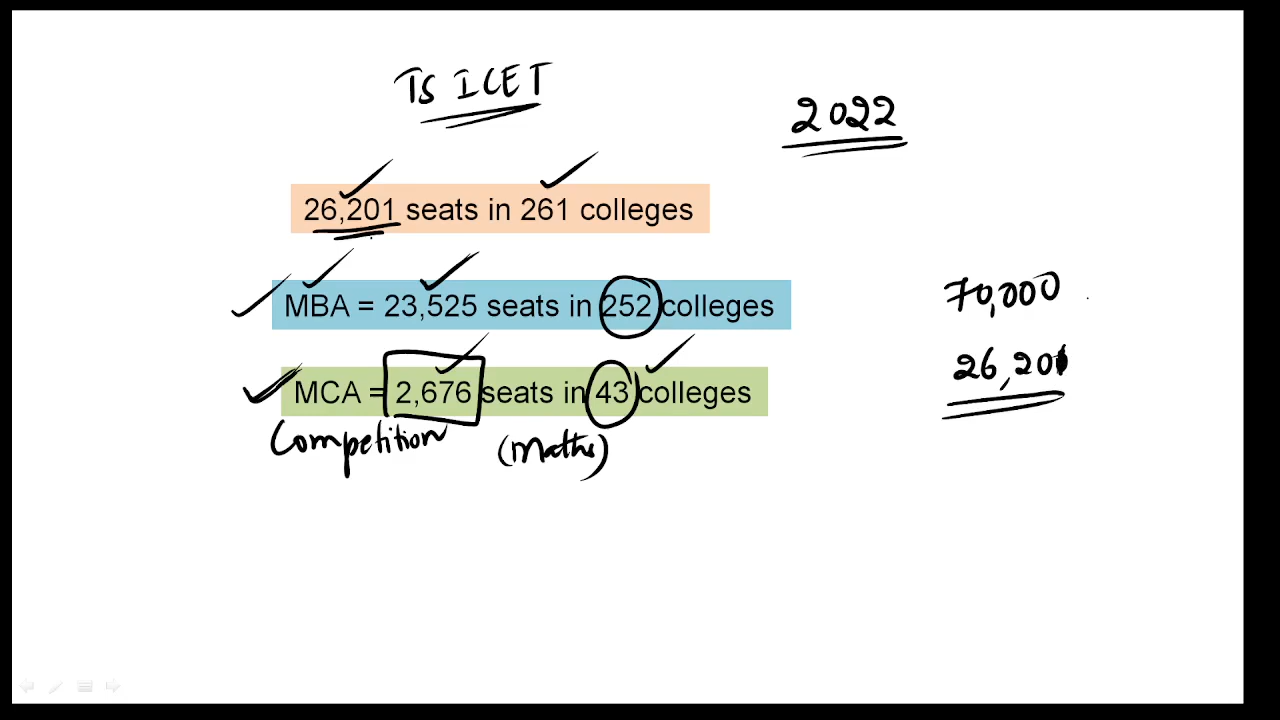 TS ICET
2022
26,201 seats in 261 colleges
MBA = 23,525 seats in 252 colleges
70,000
MCA = 2,676 seats in 43 colleges
26,201
Competition (Maths)